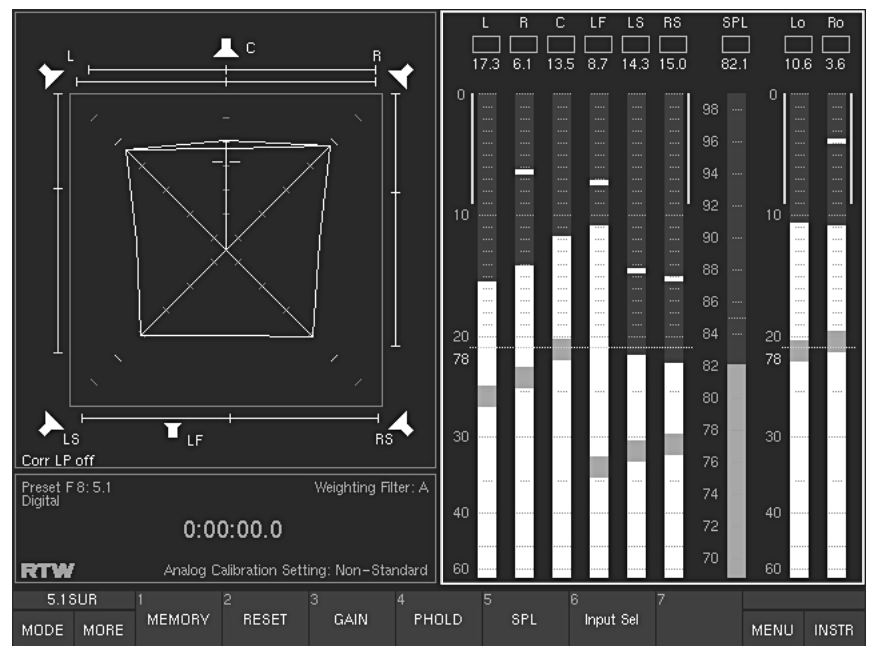 L C R
LS LF RS
Corr LP off
Preset F 8: 5.1 Weighting Filter: A
Digital
0:00:00.0
RTW Analog Calibration Setting: Non-Standard
L R C LF LS RS SPL Lo Ro
17.3 6.1 13.5 8.7 14.3 15.0 82.1 10.6 3.6
0 0
98
96
94
92
10 10
90
88
86
84
20 20
78 78
82
80
78
30 30
76
74
40 40
72
70
60 60
5.1SUR 1 2 3 4 5 6 7
MODE MORE MEMORY RESET GAIN PHOLD SPL Input Sel MENU INSTR